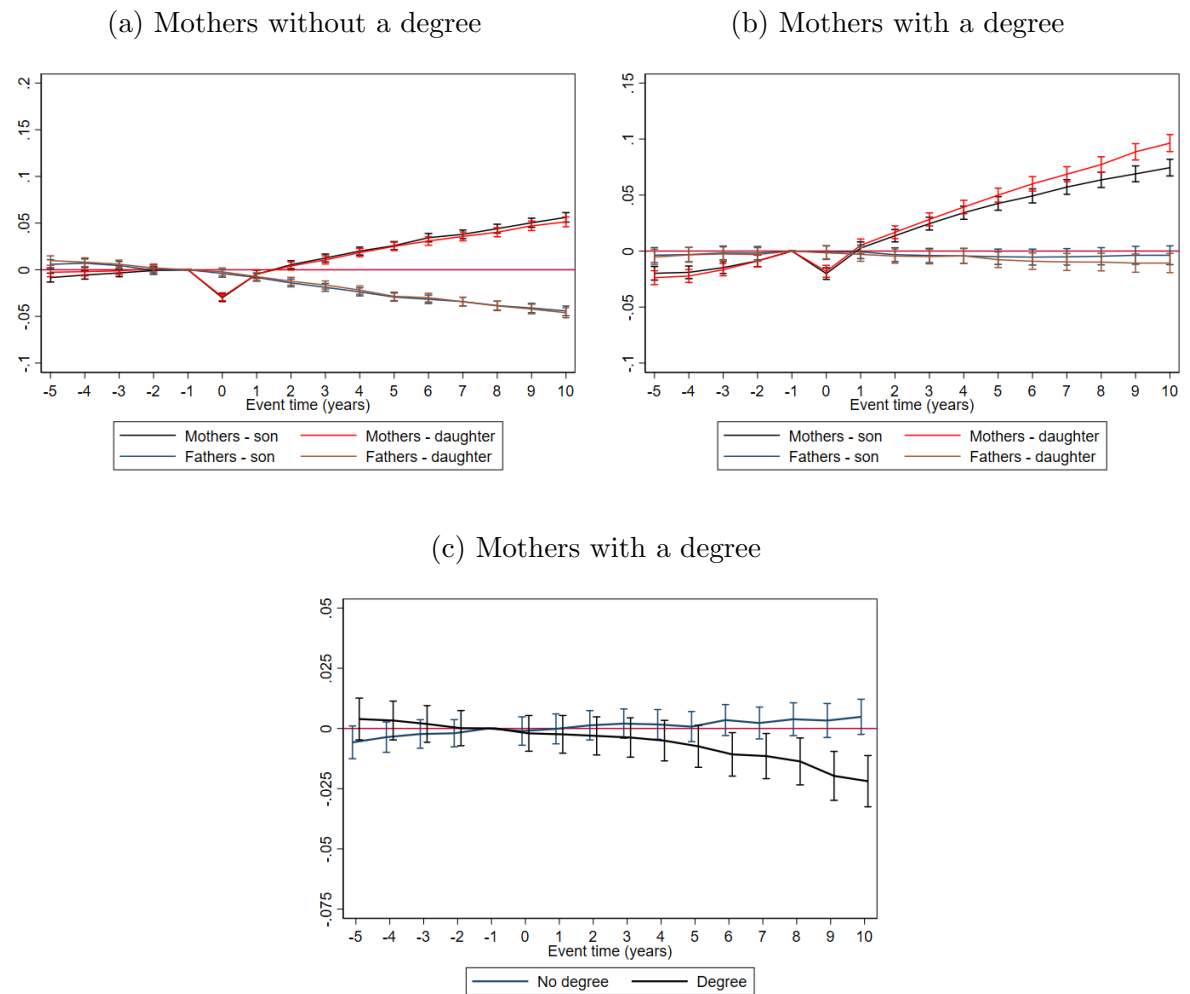 (a) Mothers without a degree
.2
.15
.1
.05
0
-.05
-.1
-5 -4 -3 -2 -1 0 1 2 3 4 5 6 7 8 9 10
Event time (years)
Mothers - son Mothers - daughter
Fathers - son Fathers - daughter
(b) Mothers with a degree
.15
.1
.05
0
-.05
-.1
-5 -4 -3 -2 -1 0 1 2 3 4 5 6 7 8 9 10
Event time (years)
Mothers - son Mothers - daughter
Fathers - son Fathers - daughter
(c) Mothers with a degree
.05
.025
0
-.025
-.05
-.075
-5 -4 -3 -2 -1 0 1 2 3 4 5 6 7 8 9 10
Event time (years)
No degree Degree